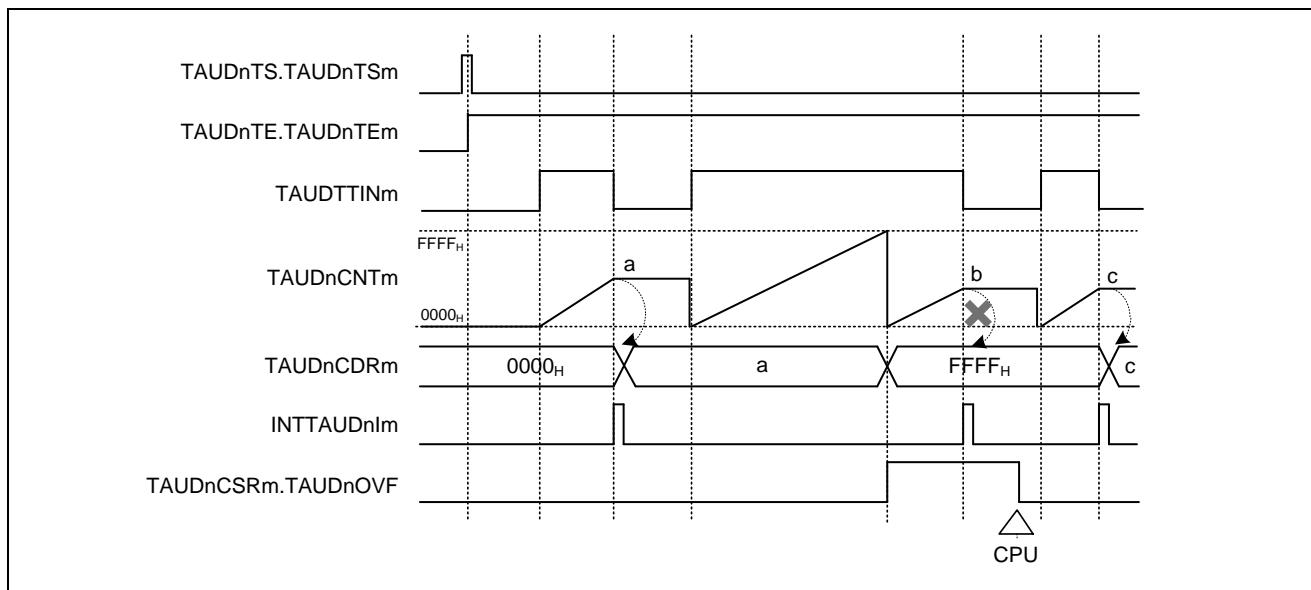 TAUDnTS.TAUDnTSm
TAUDnTE.TAUDnTEm
TAUDTTINm
FFFFH
TAUDnCNTm
a
b
c
0000H
TAUDnCDRm
0000H
a
FFFFH
c
INTTAUDnIm
TAUDnCSRm.TAUDnOVF
CPU